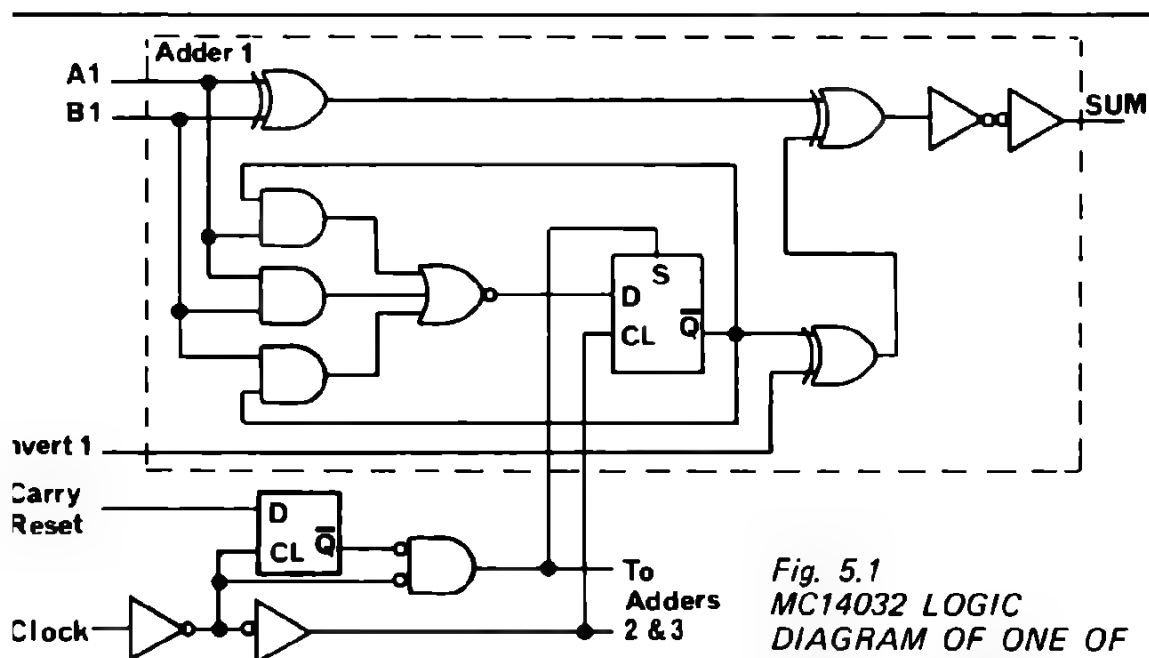 Adder 1
A1
B1
SUM
S
D
CL
Q
nvert 1
Carry
Reset
D
CL
Q
Clock
To
Adders
2 & 3
Fig. 5.1
MC14032 LOGIC
DIAGRAM OF ONE OF